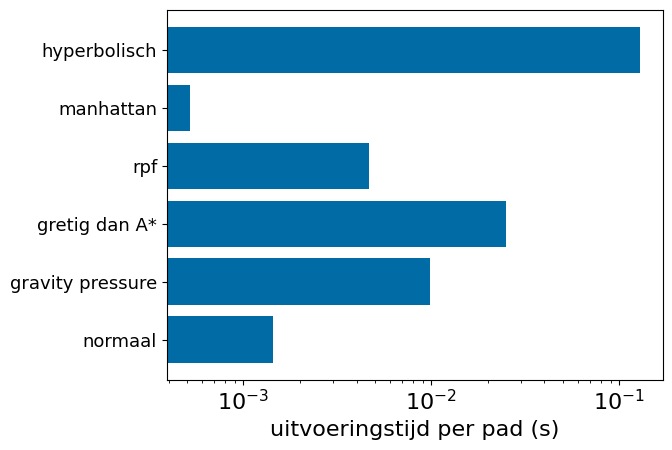 hyperbolisch
manhattan
rpf
gretig dan A*
gravity pressure
normaal
10⁻³ 10⁻² 10⁻¹
uitvoeringstijd per pad (s)